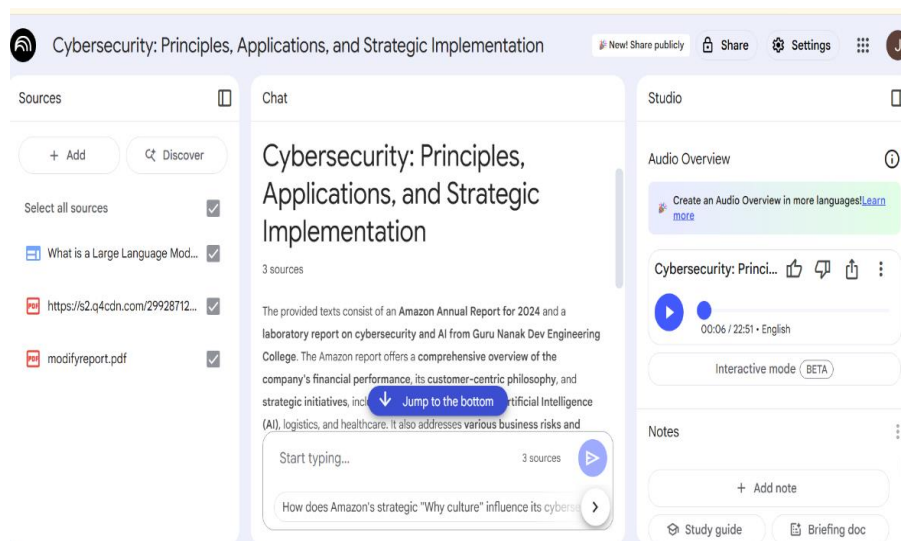 Cybersecurity: Principles, Applications, and Strategic Implementation
New! Share publicly
Share
Settings
J
Sources
+ Add
Discover
Select all sources
What is a Large Language Mod...
PDF https://s2.q4cdn.com/29928712...
PDF modifyreport.pdf
Chat
Cybersecurity: Principles,
Applications, and Strategic
Implementation
3 sources
The provided texts consist of an Amazon Annual Report for 2024 and a
laboratory report on cybersecurity and AI from Guru Nanak Dev Engineering
College. The Amazon report offers a comprehensive overview of the
company's financial performance, its customer-centric philosophy, and
strategic initiatives, incl
Jump to the bottom
rtificial Intelligence
(AI), logistics, and healthcare. It also addresses various business risks and
Start typing...
3 sources
How does Amazon's strategic "Why culture" influence its cyberse
Studio
Audio Overview
Create an Audio Overview in more languages!Learn
more
Cybersecurity: Princi...
00:06 / 22:51 • English
Interactive mode BETA
Notes
+ Add note
Study guide
Briefing doc